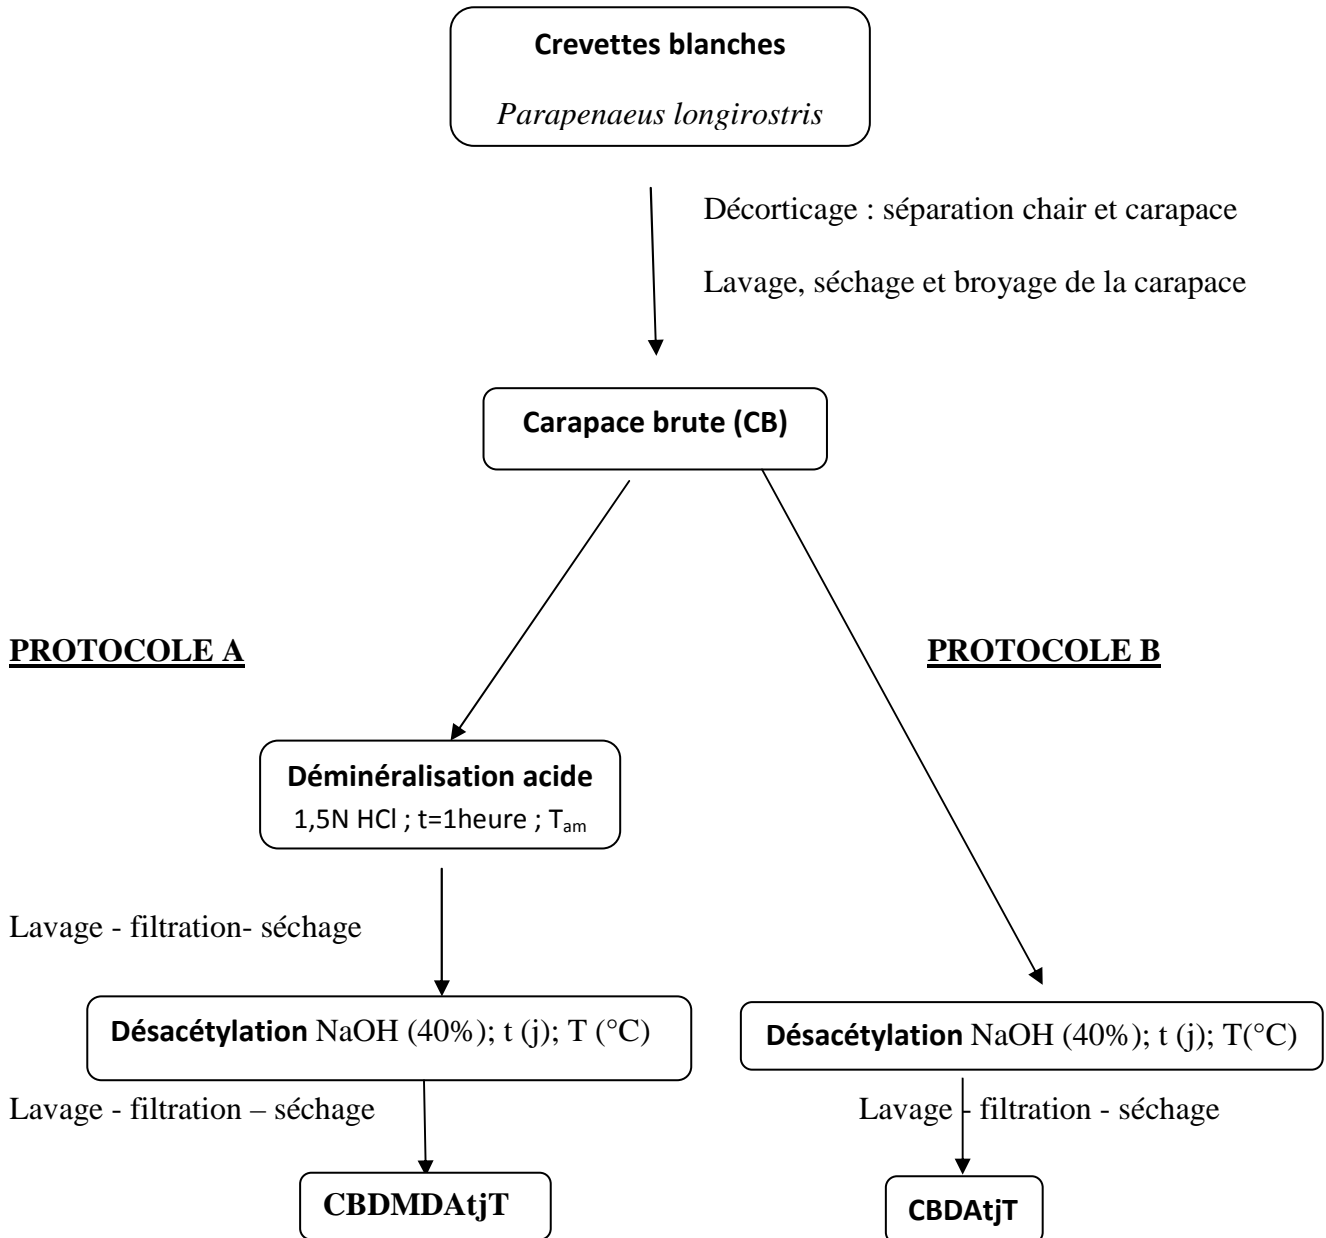 Crevettes blanches
Parapenaeus longirostris
Décorticage : séparation chair et carapace
Lavage, séchage et broyage de la carapace
Carapace brute (CB)
PROTOCOLE A
PROTOCOLE B
Déminéralisation acide
1,5N HCl ; t=1heure ; Tam
Lavage - filtration- séchage
Désacétylation NaOH (40%); t (j); T (°C)
Désacétylation NaOH (40%); t (j); T(°C)
Lavage - filtration – séchage
Lavage - filtration - séchage
CBDMDAtjT
CBDAtjT